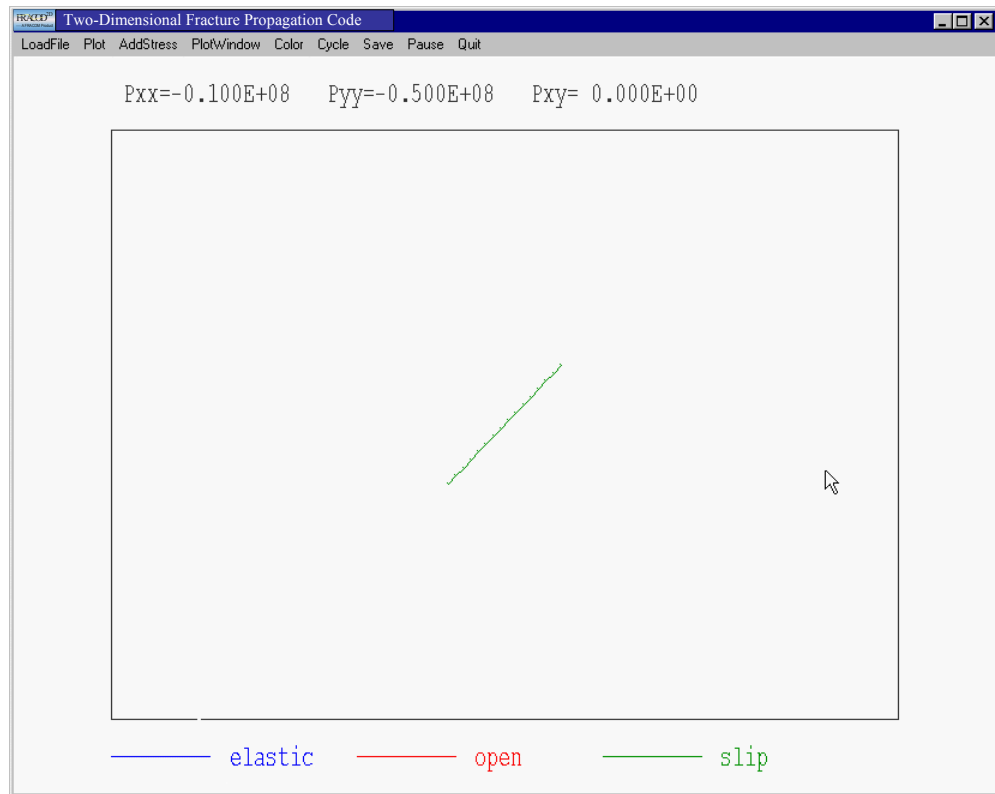 FRACOD2D Two-Dimensional Fracture Propagation Code
LoadFile Plot AddStress PlotWindow Color Cycle Save Pause Quit
Pxx=-0.100E+08 Pyy=-0.500E+08 Pxy= 0.000E+00
elastic open slip